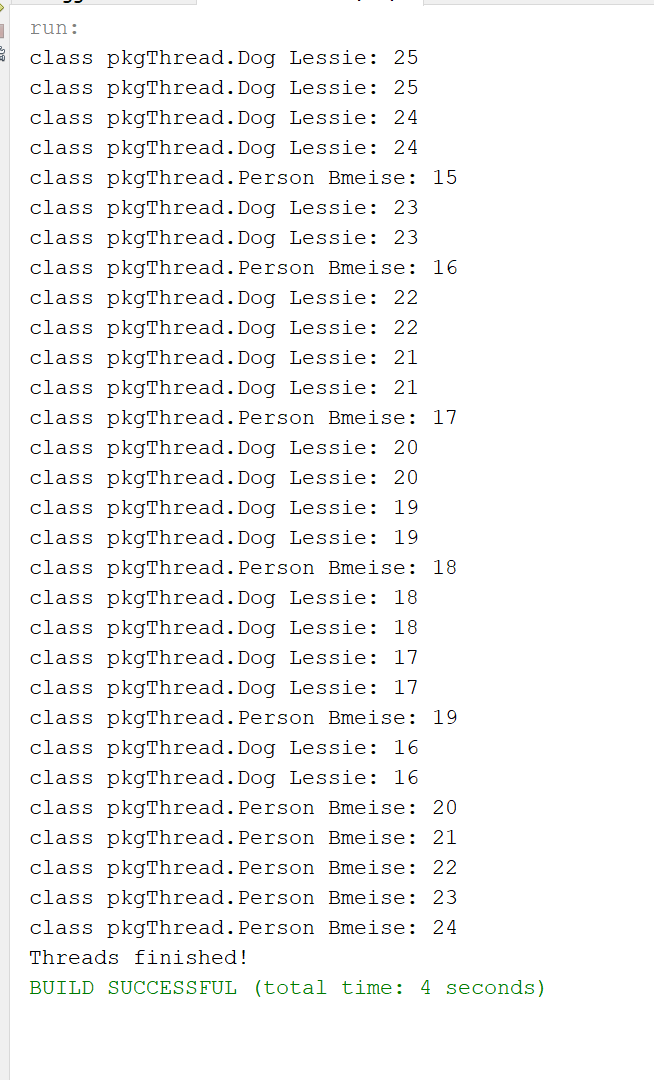 run:
class pkgThread.Dog Lessie: 25
class pkgThread.Dog Lessie: 25
class pkgThread.Dog Lessie: 24
class pkgThread.Dog Lessie: 24
class pkgThread.Person Bmeise: 15
class pkgThread.Dog Lessie: 23
class pkgThread.Dog Lessie: 23
class pkgThread.Person Bmeise: 16
class pkgThread.Dog Lessie: 22
class pkgThread.Dog Lessie: 22
class pkgThread.Dog Lessie: 21
class pkgThread.Dog Lessie: 21
class pkgThread.Person Bmeise: 17
class pkgThread.Dog Lessie: 20
class pkgThread.Dog Lessie: 20
class pkgThread.Dog Lessie: 19
class pkgThread.Dog Lessie: 19
class pkgThread.Person Bmeise: 18
class pkgThread.Dog Lessie: 18
class pkgThread.Dog Lessie: 18
class pkgThread.Dog Lessie: 17
class pkgThread.Dog Lessie: 17
class pkgThread.Person Bmeise: 19
class pkgThread.Dog Lessie: 16
class pkgThread.Dog Lessie: 16
class pkgThread.Person Bmeise: 20
class pkgThread.Person Bmeise: 21
class pkgThread.Person Bmeise: 22
class pkgThread.Person Bmeise: 23
class pkgThread.Person Bmeise: 24
Threads finished!
BUILD SUCCESSFUL (total time: 4 seconds)